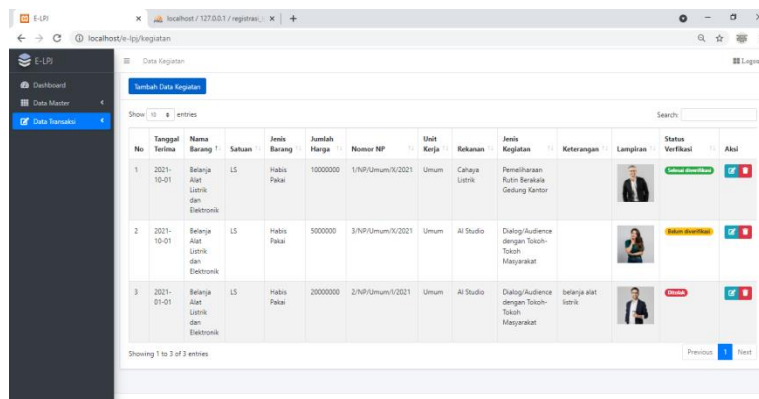 E-LPJ
localhost / 127.0.0.1 / registrasi_
localhost/e-lpj/kegiatan
E-LPJ
Data Kegiatan
Logout
Dashboard
Data Master
Data Transaksi
Tambah Data Kegiatan
Show 10 entries
Search:
No
Tanggal Terima
Nama Barang
Satuan
Jenis Barang
Jumlah Harga
Nomor NP
Unit Kerja
Rekanan
Jenis Kegiatan
Keterangan
Lampiran
Status Verfikasi
Aksi
1
2021-10-01
Belanja Alat Listrik dan Elektronik
LS
Habis Pakai
10000000
1/NP/Umum/X/2021
Umum
Cahaya Listrik
Pemeliharaan Rutin Berakala Gedung Kantor
Selesai diverifikasi
2
2021-10-01
Belanja Alat Listrik dan Elektronik
LS
Habis Pakai
5000000
3/NP/Umum/X/2021
Umum
Al Studio
Dialog/Audience dengan Tokoh-Tokoh Masyarakat
Belum diverifikasi
3
2021-01-01
Belanja Alat Listrik dan Elektronik
LS
Habis Pakai
20000000
2/NP/Umum/I/2021
Umum
Al Studio
Dialog/Audience dengan Tokoh-Tokoh Masyarakat
belanja alat listrik
Ditolak
Showing 1 to 3 of 3 entries
Previous
1
Next